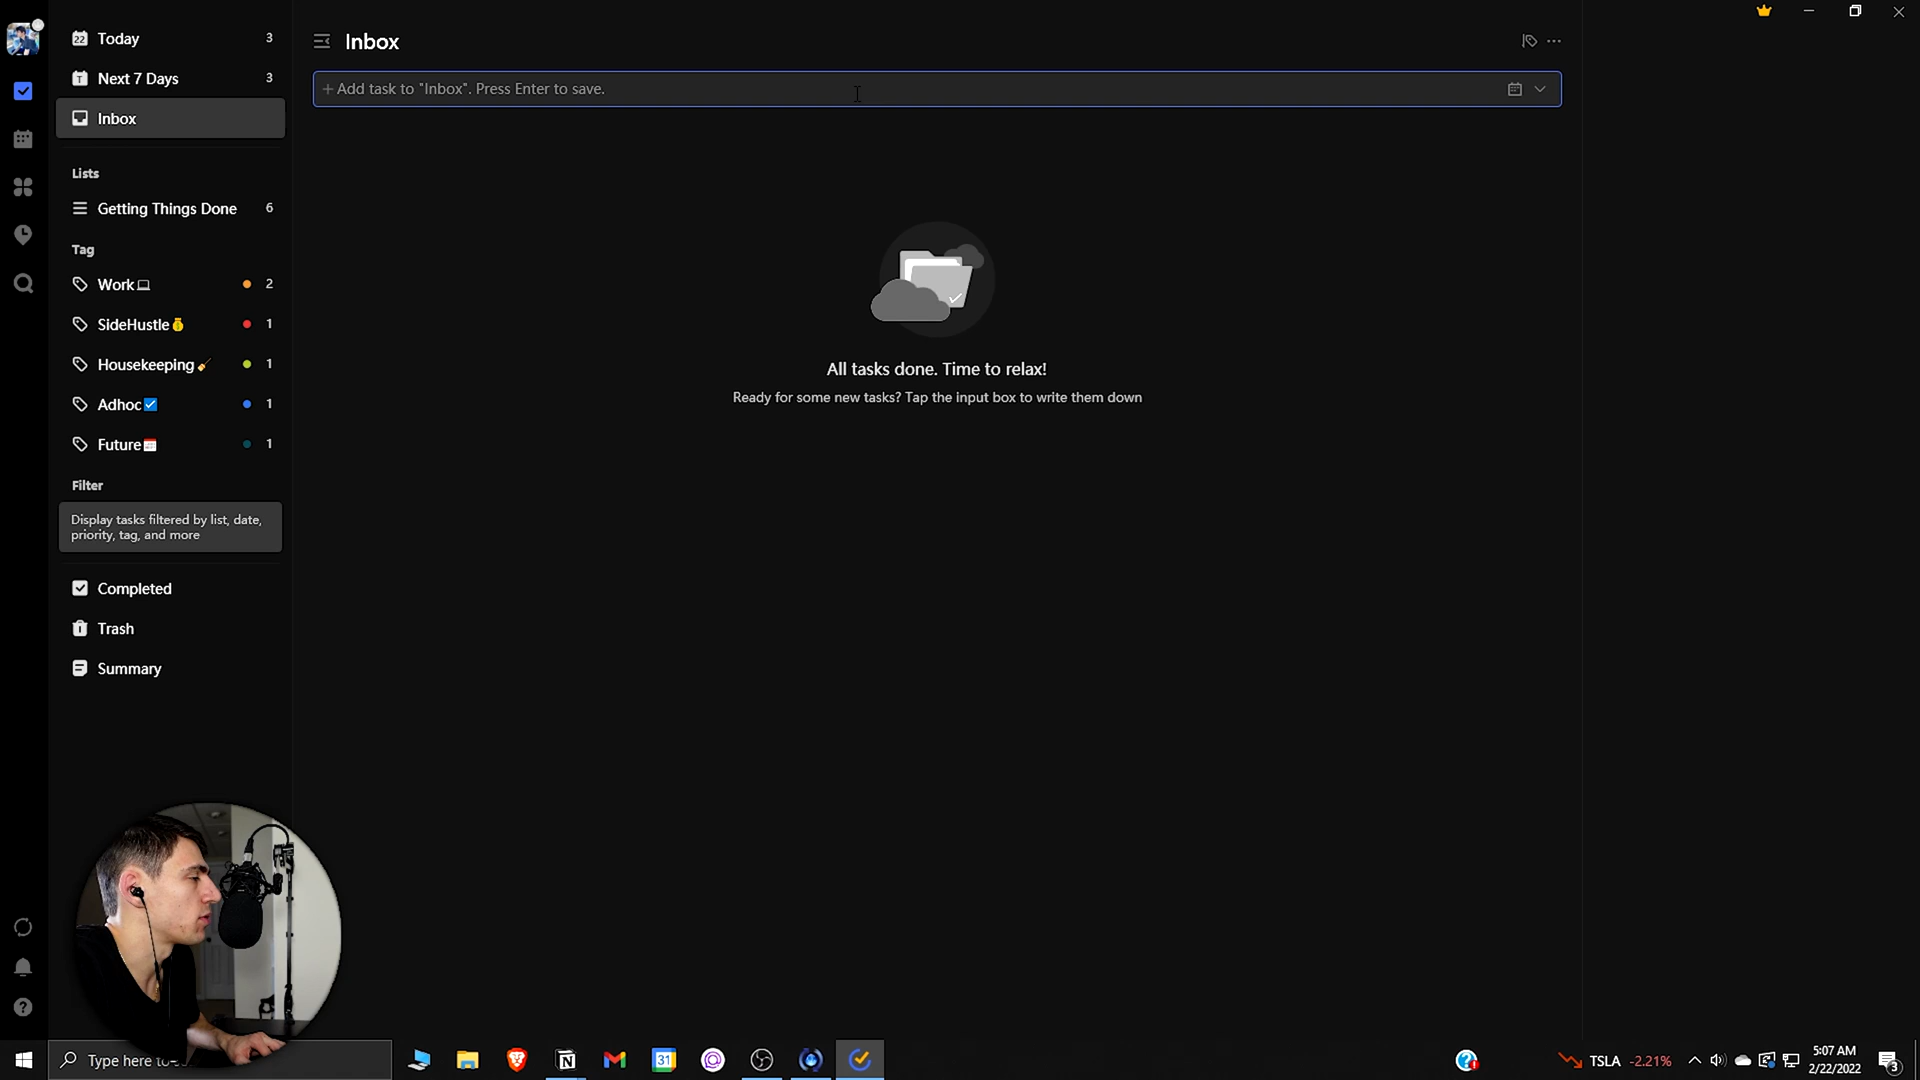 22 Today 3
T Next 7 Days 3
Inbox
Lists
Getting Things Done 6
Tag
Work 2
SideHustle 1
Housekeeping 1
Adhoc 1
Future 1
Filter
Display tasks filtered by list, date,
priority, tag, and more
Completed
Trash
Summary
Inbox
+ Add task to "Inbox". Press Enter to save.
All tasks done. Time to relax!
Ready for some new tasks? Tap the input box to write them down
Type here to
31
TSLA -2.21%
5:07 AM
2/22/2022
3